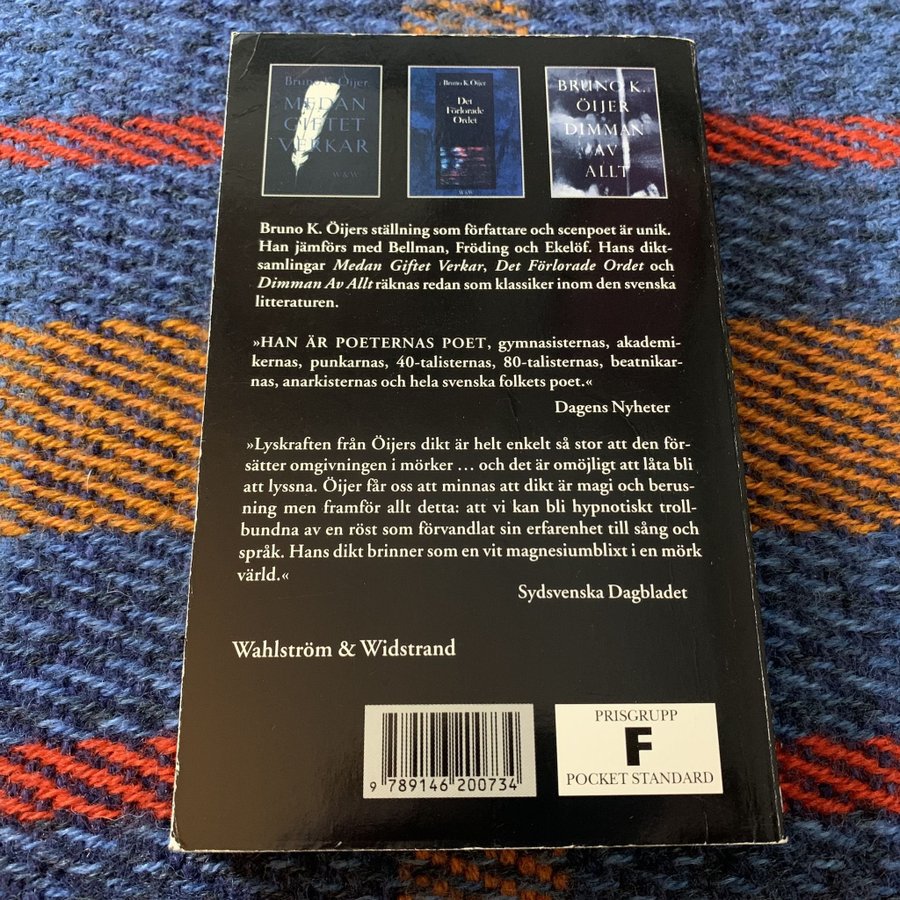 Bruno K. Öijer
MEDAN
GIFTET
VERKAR
W&W
Bruno K. Öijer
Det
Förlorade
Ordet
W&W
BRUNO K.
ÖIJER
DIMMAN
AV
ALLT
Bruno K. Öijers ställning som författare och scenpoet är unik.
Han jämförs med Bellman, Fröding och Ekelöf. Hans dikt-
samlingar Medan Giftet Verkar, Det Förlorade Ordet och
Dimman Av Allt räknas redan som klassiker inom den svenska
litteraturen.
»HAN ÄR POETERNAS POET, gymnasisternas, akademi-
kernas, punkarnas, 40-talisternas, 80-talisternas, beatnikar-
nas, anarkisternas och hela svenska folkets poet.«
Dagens Nyheter
»Lyskraften från Öijers dikt är helt enkelt så stor att den för-
sätter omgivningen i mörker … och det är omöjligt att låta bli
att lyssna. Öijer får oss att minnas att dikt är magi och berus-
ning men framför allt detta: att vi kan bli hypnotiskt troll-
bundna av en röst som förvandlat sin erfarenhet till sång och
språk. Hans dikt brinner som en vit magnesiumblixt i en mörk
värld.«
Sydsvenska Dagbladet
Wahlström & Widstrand
9 789146 200734
PRISGRUPP
F
POCKET STANDARD